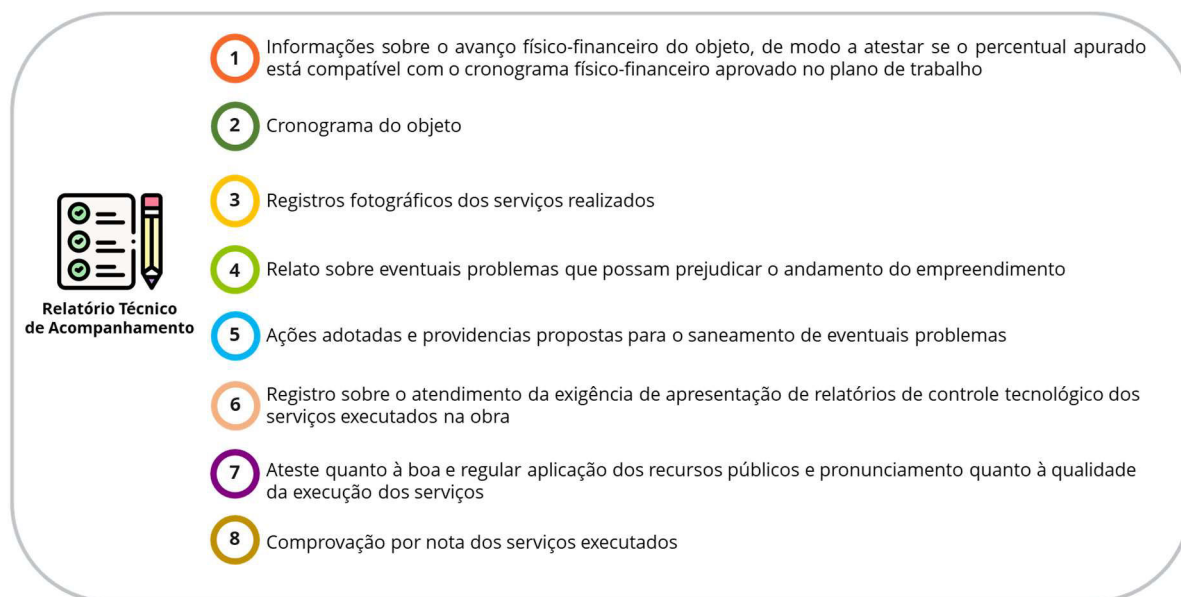 1
Informações sobre o avanço físico-financeiro do objeto, de modo a atestar se o percentual apurado
está compatível com o cronograma físico-financeiro aprovado no plano de trabalho
2
Cronograma do objeto
3
Registros fotográficos dos serviços realizados
4
Relato sobre eventuais problemas que possam prejudicar o andamento do empreendimento
Relatório Técnico
de Acompanhamento
5
Ações adotadas e providencias propostas para o saneamento de eventuais problemas
6
Registro sobre o atendimento da exigência de apresentação de relatórios de controle tecnológico dos
serviços executados na obra
7
Ateste quanto à boa e regular aplicação dos recursos públicos e pronunciamento quanto à qualidade
da execução dos serviços
8
Comprovação por nota dos serviços executados